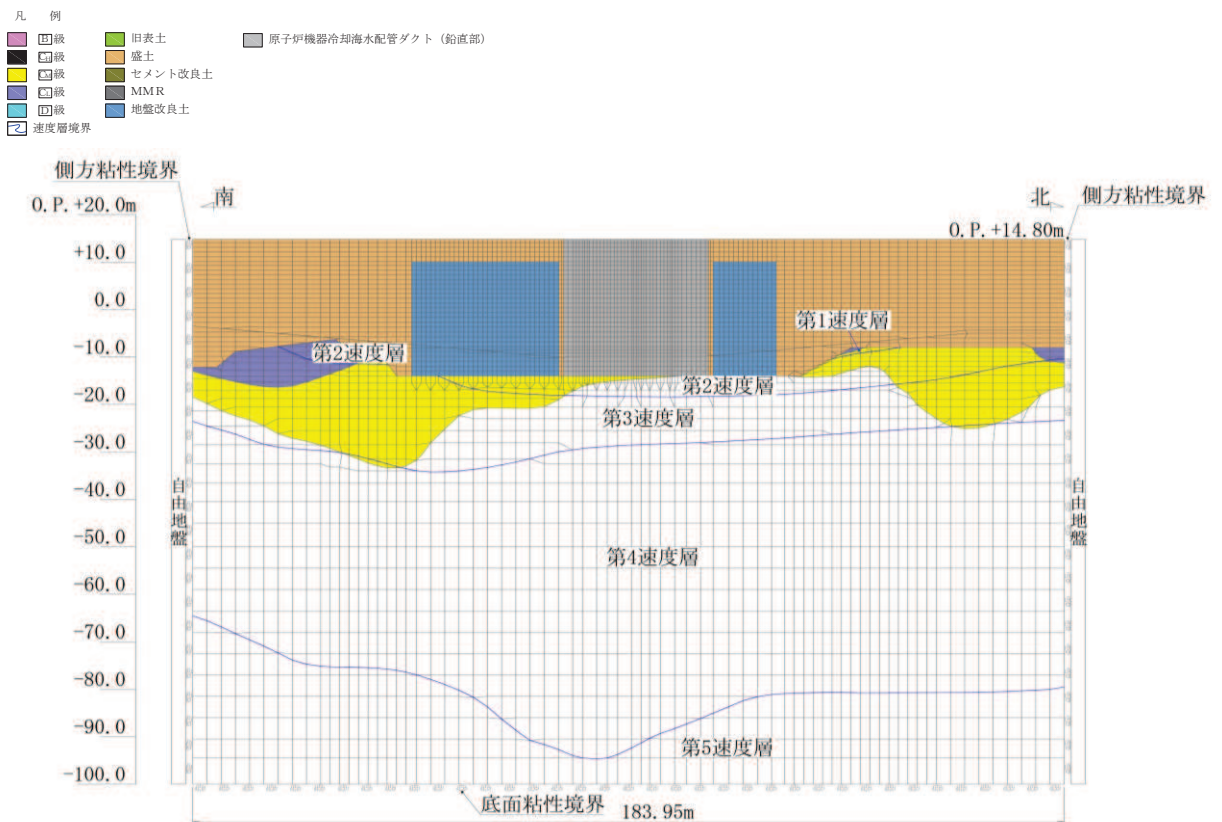 凡 例
B級
旧表土
原子炉機器冷却海水配管ダクト（鉛直部）
CH級
盛土
CM級
セメント改良土
CL級
MMR
D級
地盤改良土
速度層境界
側方粘性境界
側方粘性境界
南
北
O.P.+20.0m
O.P.+14.80m
+10.0
0.0
第1速度層
-10.0
第2速度層
第2速度層
-20.0
第3速度層
-30.0
-40.0
自由地盤
自由地盤
-50.0
第4速度層
-60.0
-70.0
-80.0
-90.0
第5速度層
-100.0
底面粘性境界
183.95m